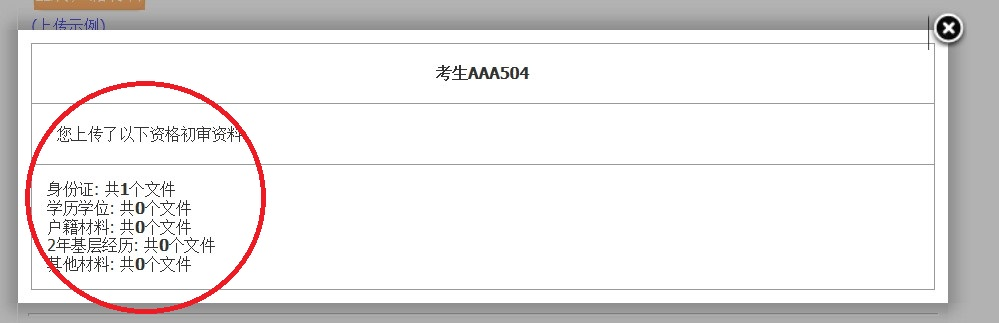 (上传示例)
考生AAA504
您上传了以下资格初审资料
身份证: 共1个文件
学历学位: 共0个文件
户籍材料: 共0个文件
2年基层经历: 共0个文件
其他材料: 共0个文件